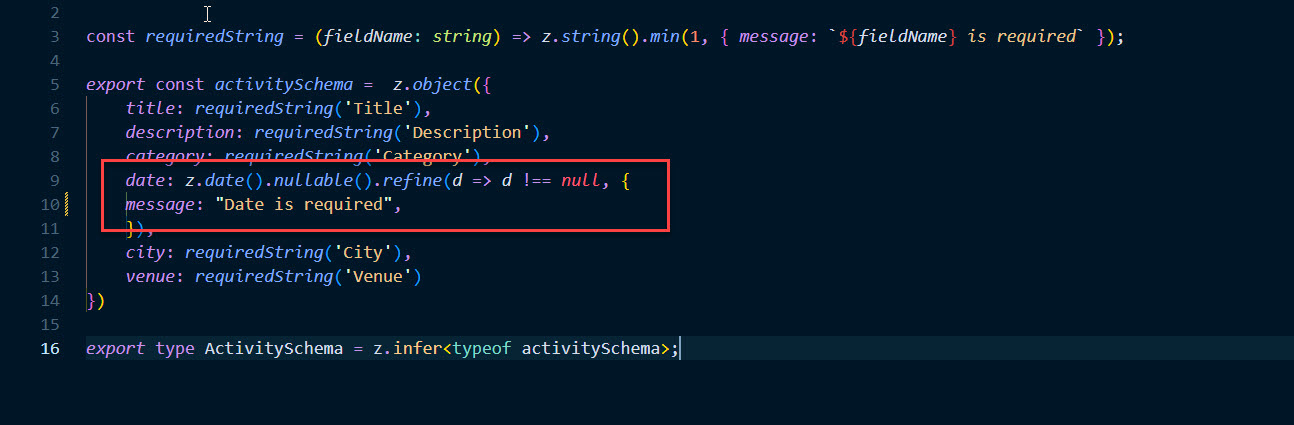 2
3 const requiredString = (fieldName: string) => z.string().min(1, { message: `${fieldName} is required` });
4
5 export const activitySchema =  z.object({
6 title: requiredString('Title'),
7 description: requiredString('Description'),
8 category: requiredString('Category'),
9 date: z.date().nullable().refine(d => d !== null, {
10 message: "Date is required",
11 }),
12 city: requiredString('City'),
13 venue: requiredString('Venue')
14 })
15
16 export type ActivitySchema = z.infer<typeof activitySchema>;